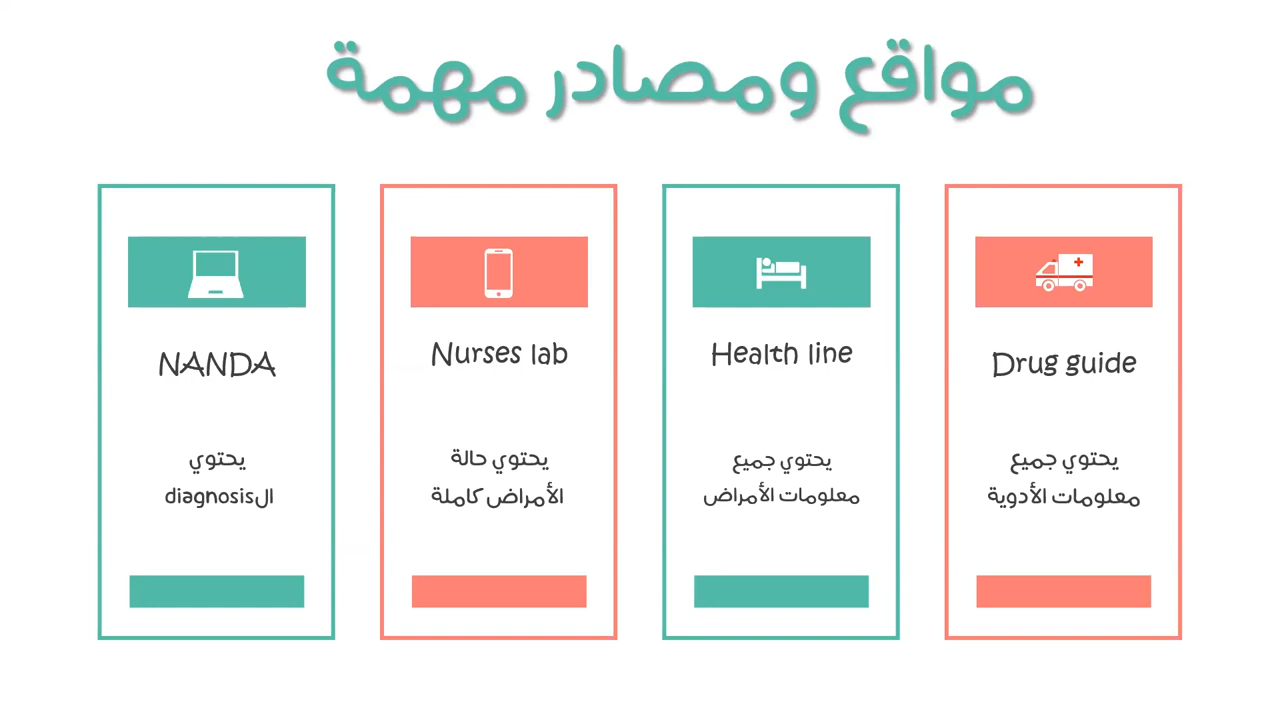 مواقع ومصادر مهمة
Drug guide
يحتوي جميع
معلومات الأدوية
Health line
يحتوي جميع
معلومات الأمراض
Nurses lab
يحتوي حالة
الأمراض كاملة
NANDA
يحتوي
الdiagnosis